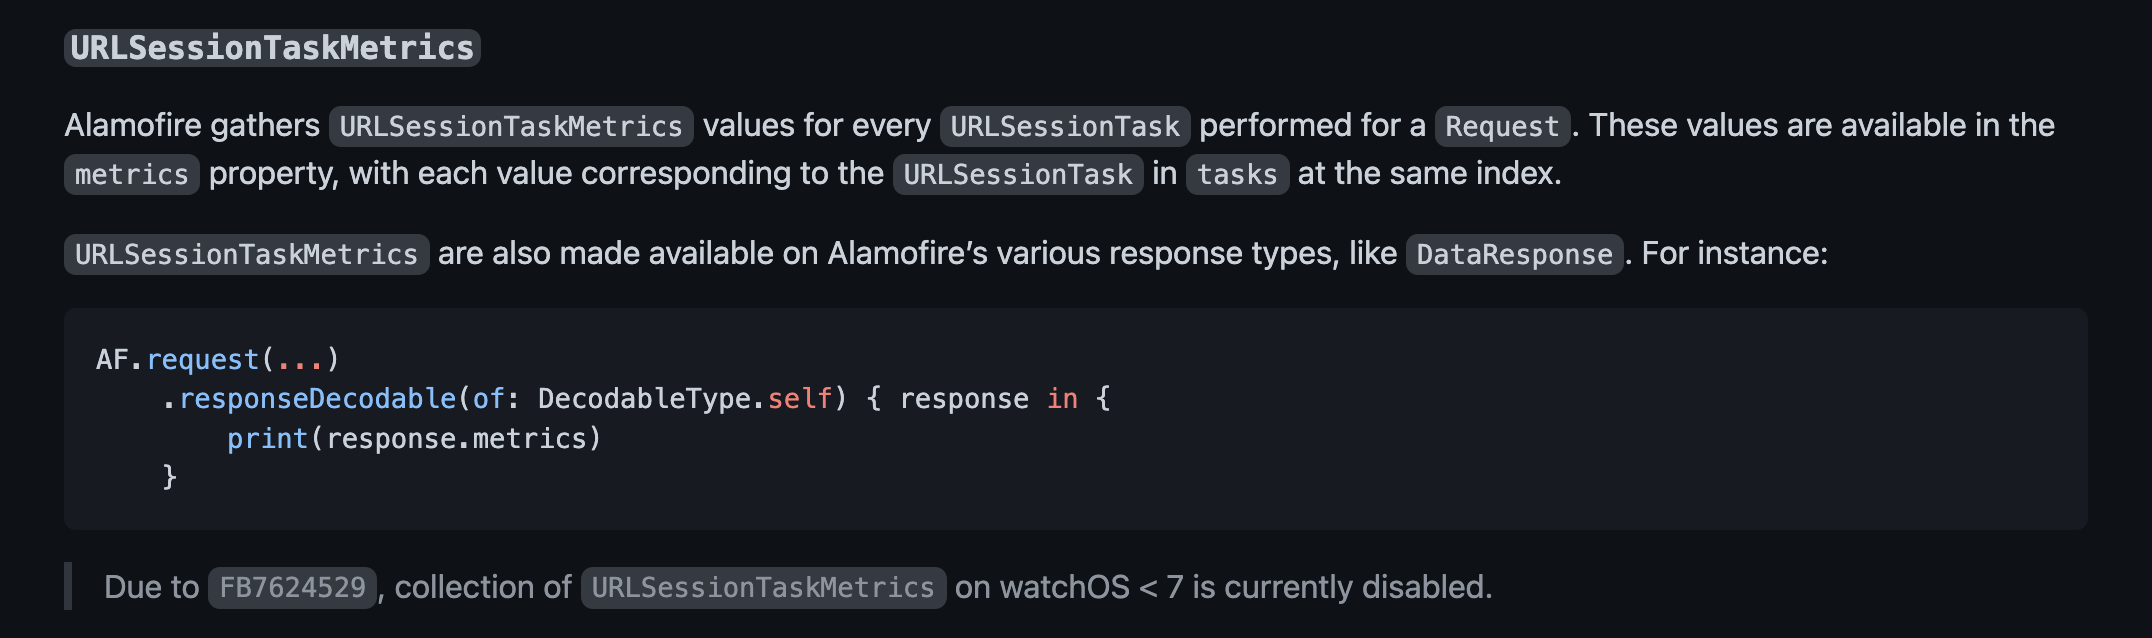 URLSessionTaskMetrics
Alamofire gathers URLSessionTaskMetrics values for every URLSessionTask performed for a Request. These values are available in the
metrics property, with each value corresponding to the URLSessionTask in tasks at the same index.
URLSessionTaskMetrics are also made available on Alamofire’s various response types, like DataResponse. For instance:
AF.request(...)
    .responseDecodable(of: DecodableType.self) { response in {
        print(response.metrics)
    }
Due to FB7624529, collection of URLSessionTaskMetrics on watchOS < 7 is currently disabled.